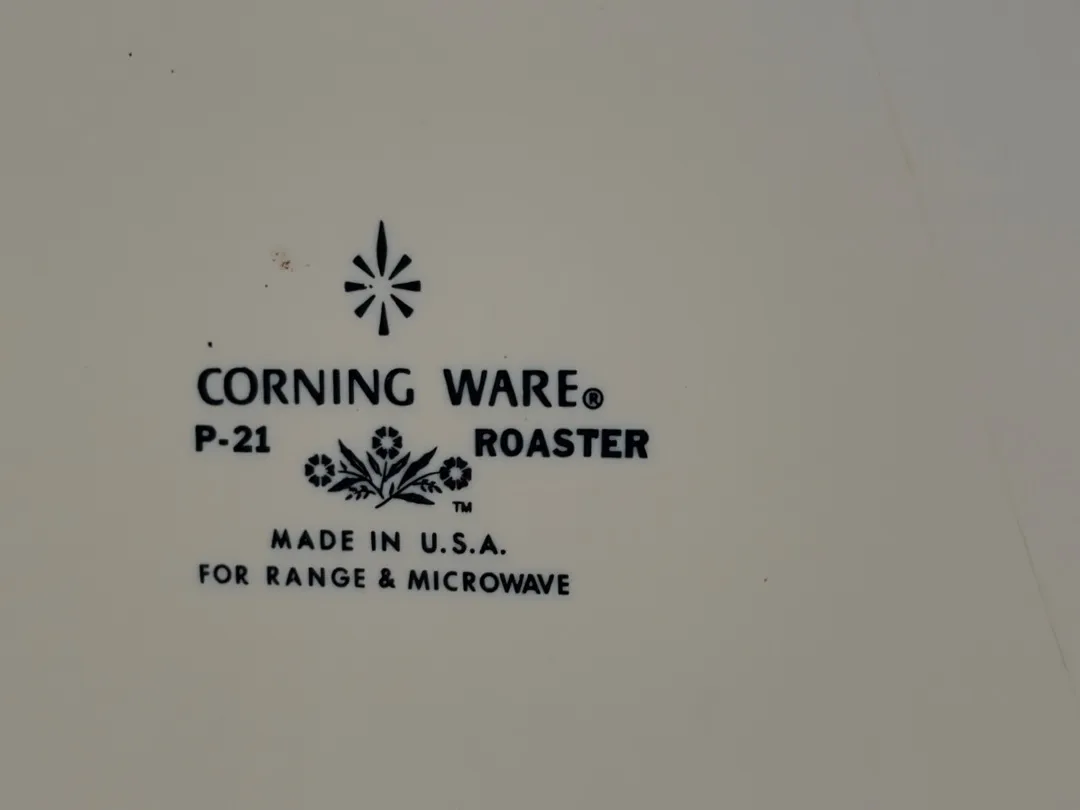 CORNING WARE®
P-21 ROASTER
TM
MADE IN U.S.A.
FOR RANGE & MICROWAVE